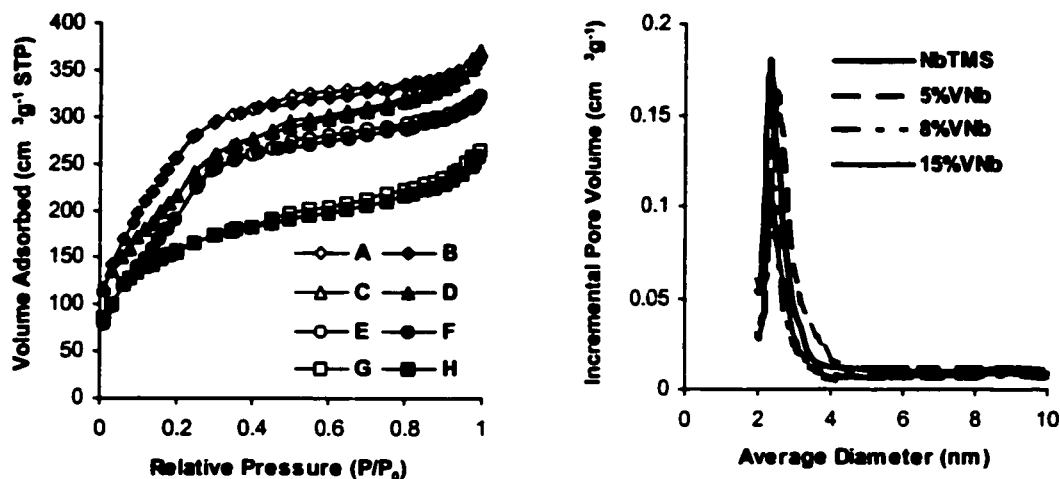 Volume Adsorbed (cm ³g⁻¹ STP)
400
350
300
250
200
150
100
50
0
A B
C D
E F
G H
0 0.2 0.4 0.6 0.8 1
Relative Pressure (P/P₀)
Incremental Pore Volume (cm ³g⁻¹)
0.2
0.15
0.1
0.05
0
NbTMS
5%VNb
8%VNb
15%VNb
0 2 4 6 8 10
Average Diameter (nm)